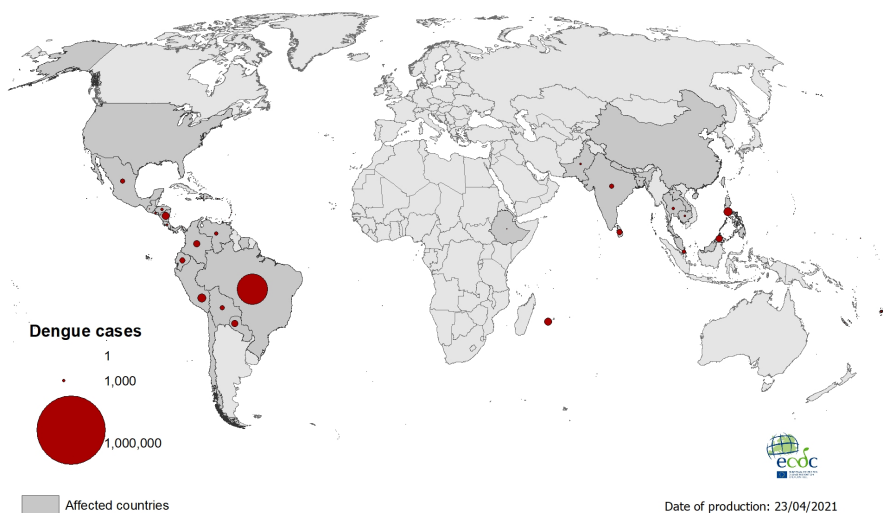 Dengue cases
1
1,000
1,000,000
Affected countries
ecdc
Date of production: 23/04/2021